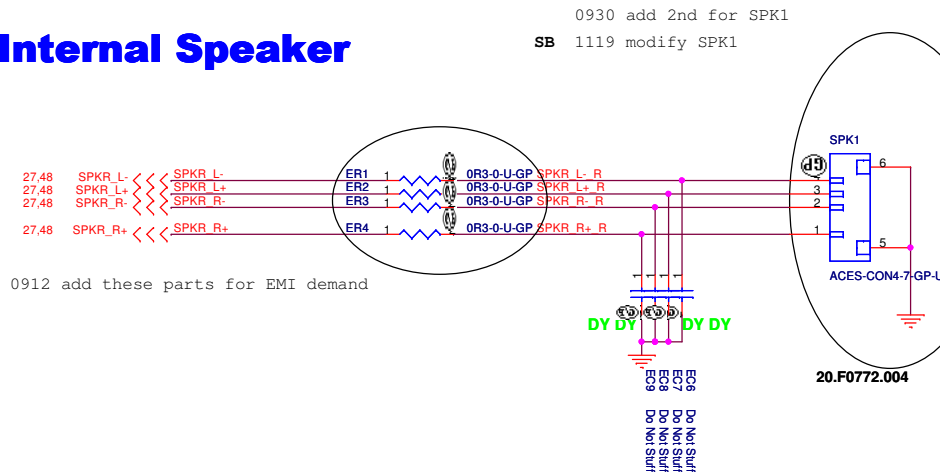 0930 add 2nd for SPK1
Internal Speaker
SB 1119 modify SPK1
SPK1
GP
6
27,48 SPKR_L- SPKR_L- ER1 1 0R3-0-U-GP SPKR_L-_R
27,48 SPKR_L+ SPKR_L+ ER2 1 0R3-0-U-GP SPKR_L+_R 3
27,48 SPKR_R- SPKR_R- ER3 1 0R3-0-U-GP SPKR_R-_R 2
27,48 SPKR_R+ SPKR_R+ ER4 1 0R3-0-U-GP SPKR_R+_R 1
5
0912 add these parts for EMI demand
ACES-CON4-7-GP-U
1 1 1 1
DY DY DY DY
20.F0772.004
EC6 Do Not Stuff
EC7 Do Not Stuff
EC8 Do Not Stuff
EC9 Do Not Stuff